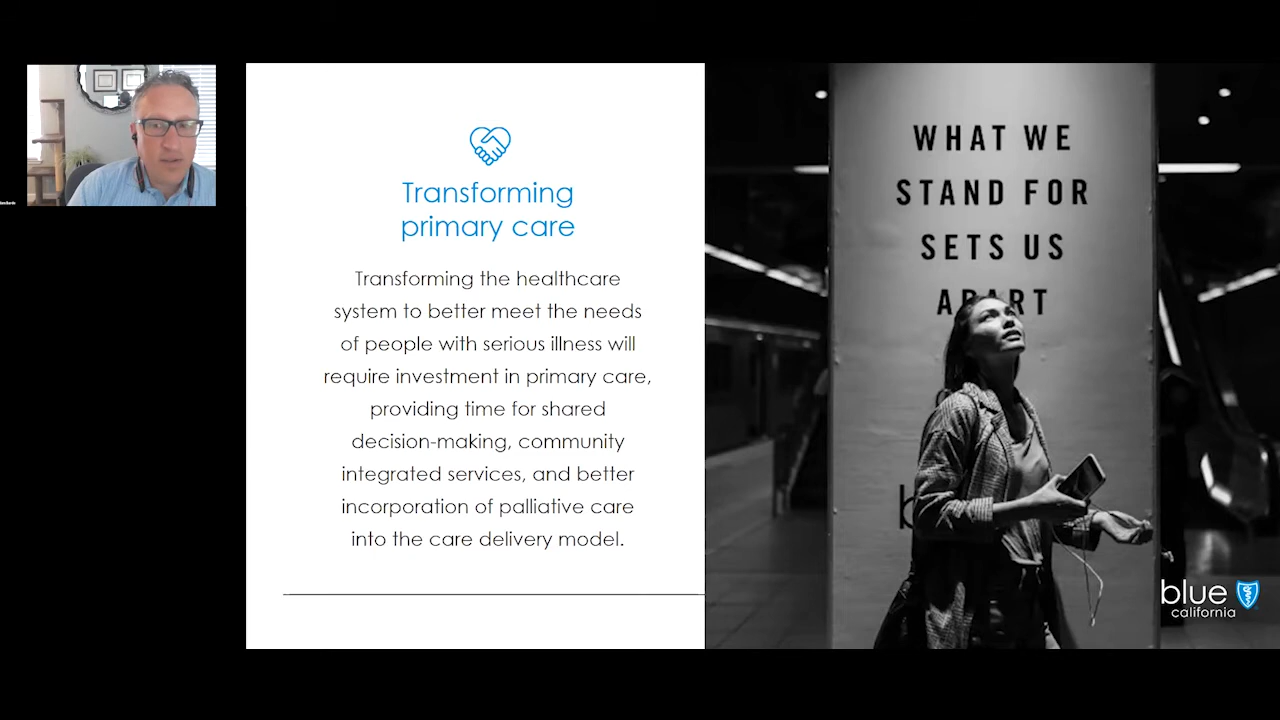 Transforming
primary care
Transforming the healthcare
system to better meet the needs
of people with serious illness will
require investment in primary care,
providing time for shared
decision-making, community
integrated services, and better
incorporation of palliative care
into the care delivery model.
WHAT WE
STAND FOR
SETS US
APART
blue
california